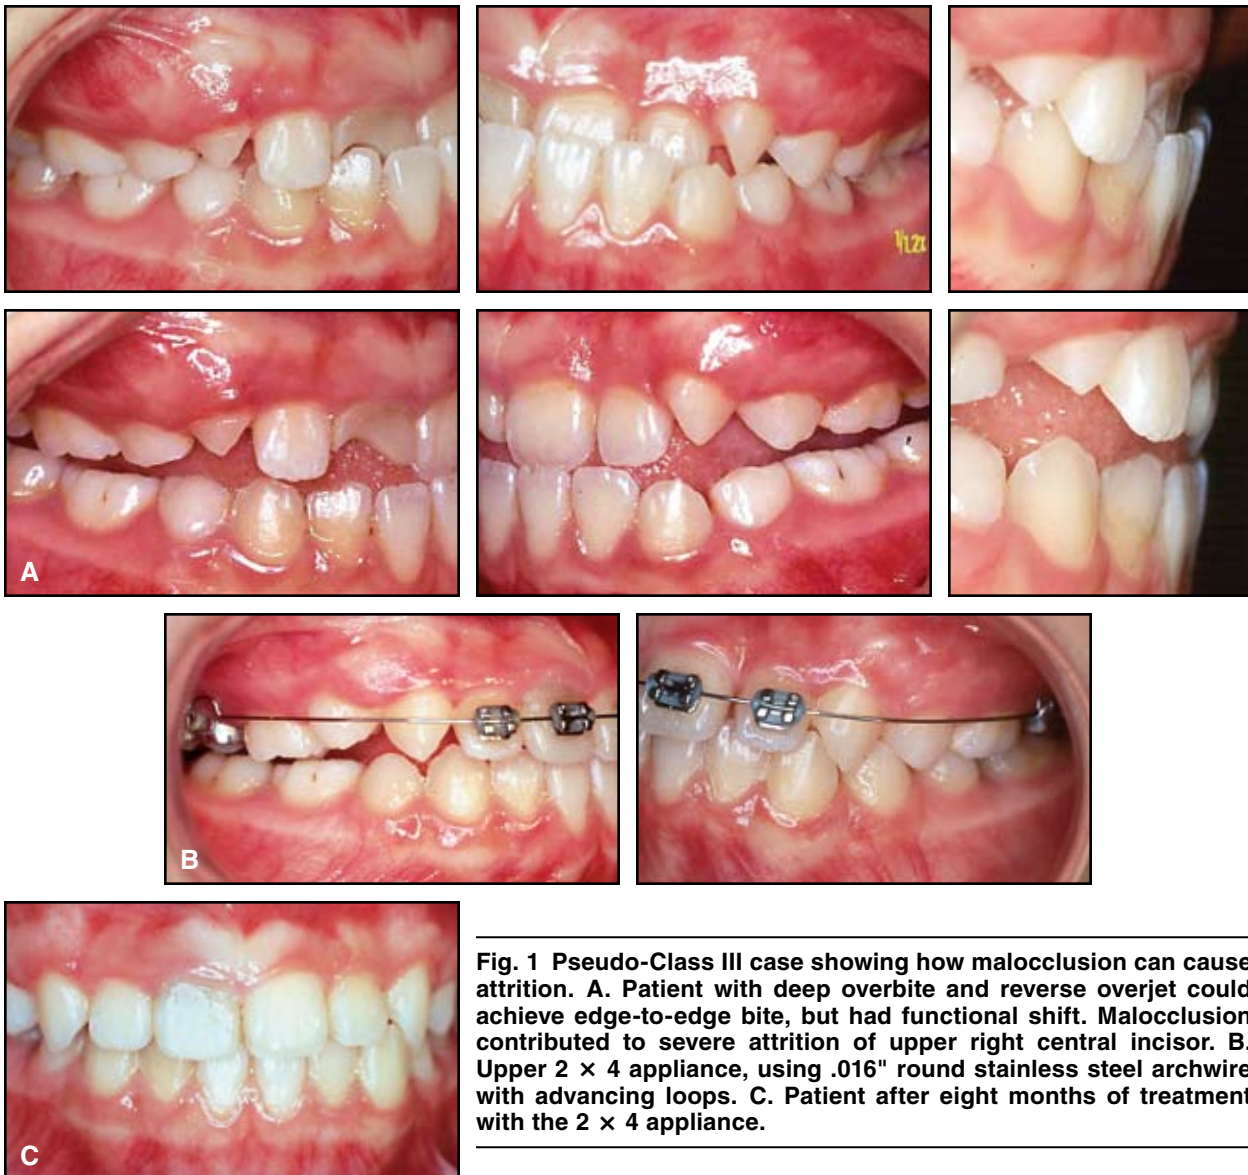 A
B
C
Fig. 1 Pseudo-Class III case showing how malocclusion can cause
attrition. A. Patient with deep overbite and reverse overjet could
achieve edge-to-edge bite, but had functional shift. Malocclusion
contributed to severe attrition of upper right central incisor. B.
Upper 2 × 4 appliance, using .016" round stainless steel archwire
with advancing loops. C. Patient after eight months of treatment
with the 2 × 4 appliance.